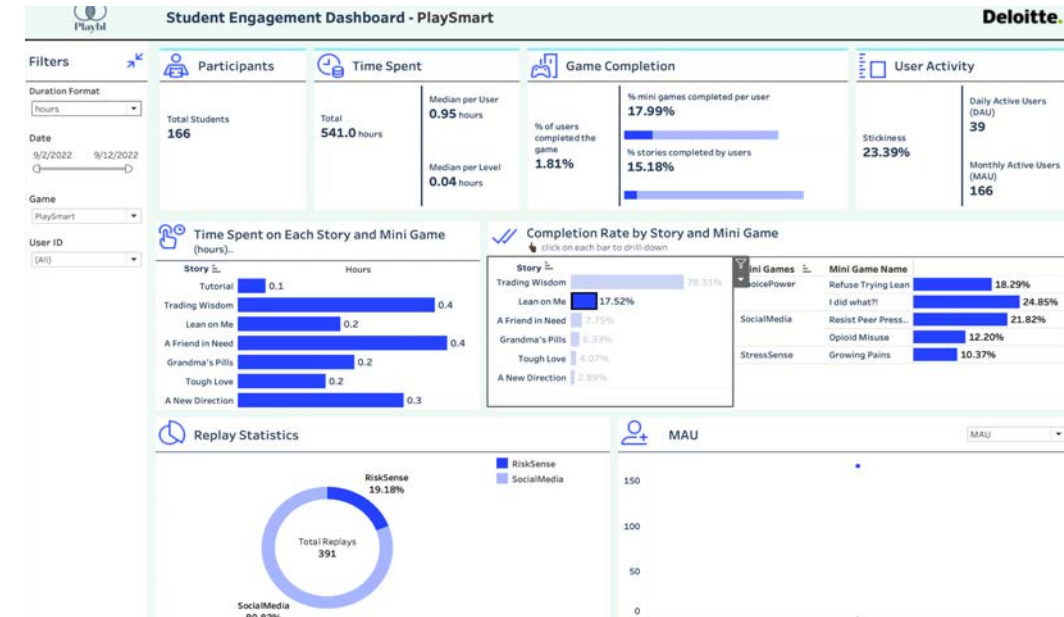 Playbl
Student Engagement Dashboard - PlaySmart
Deloitte.
Filters
Duration Format
hours
Date
9/2/2022 9/12/2022
Game
PlaySmart
User ID
(All)
Participants
Total Students
166
Time Spent
Total
541.0 hours
Median per User
0.95 hours
Median per Level
0.04 hours
Game Completion
% of users
completed the
game
1.81%
% mini games completed per user
17.99%
% stories completed by users
15.18%
User Activity
Stickiness
23.39%
Daily Active Users
(DAU)
39
Monthly Active Users
(MAU)
166
Time Spent on Each Story and Mini Game
(hours)..
Story Hours
Tutorial 0.1
Trading Wisdom 0.4
Lean on Me 0.2
A Friend in Need 0.4
Grandma's Pills 0.2
Tough Love 0.2
A New Direction 0.3
Completion Rate by Story and Mini Game
click on each bar to drill-down
Story
Trading Wisdom 78.31%
Lean on Me 17.52%
A Friend in Need 7.75%
Grandma's Pills 6.33%
Tough Love 4.07%
A New Direction 2.89%
ini Games Mini Game Name
oicePower Refuse Trying Lean 18.29%
I did what?! 24.85%
SocialMedia Resist Peer Press.. 21.82%
Opioid Misuse 12.20%
StressSense Growing Pains 10.37%
Replay Statistics
RiskSense
SocialMedia
RiskSense
19.18%
Total Replays
391
SocialMedia
80.82%
MAU
MAU
150
100
50
0